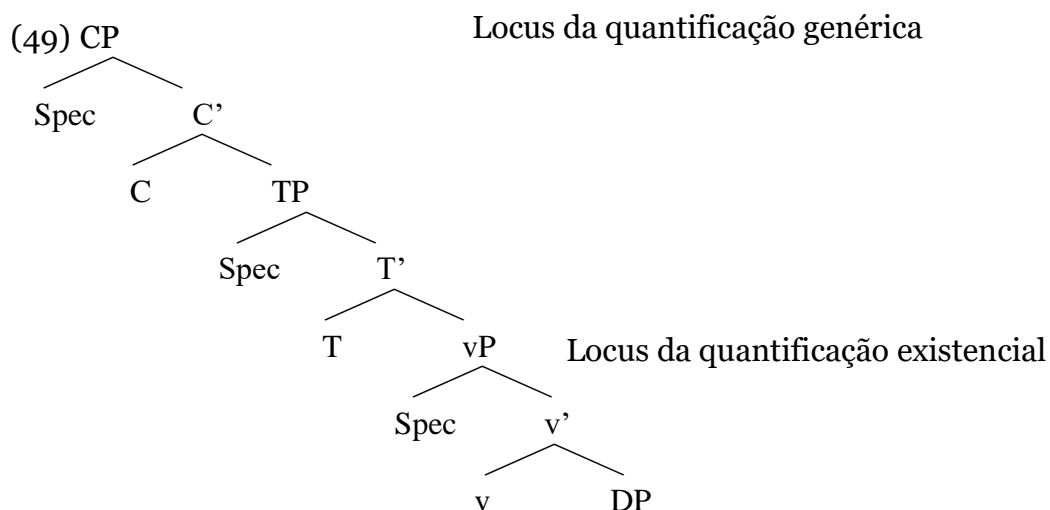 (49) CP Locus da quantificação genérica
Spec C’
C TP
Spec T’
T vP Locus da quantificação existencial
Spec v’
v DP